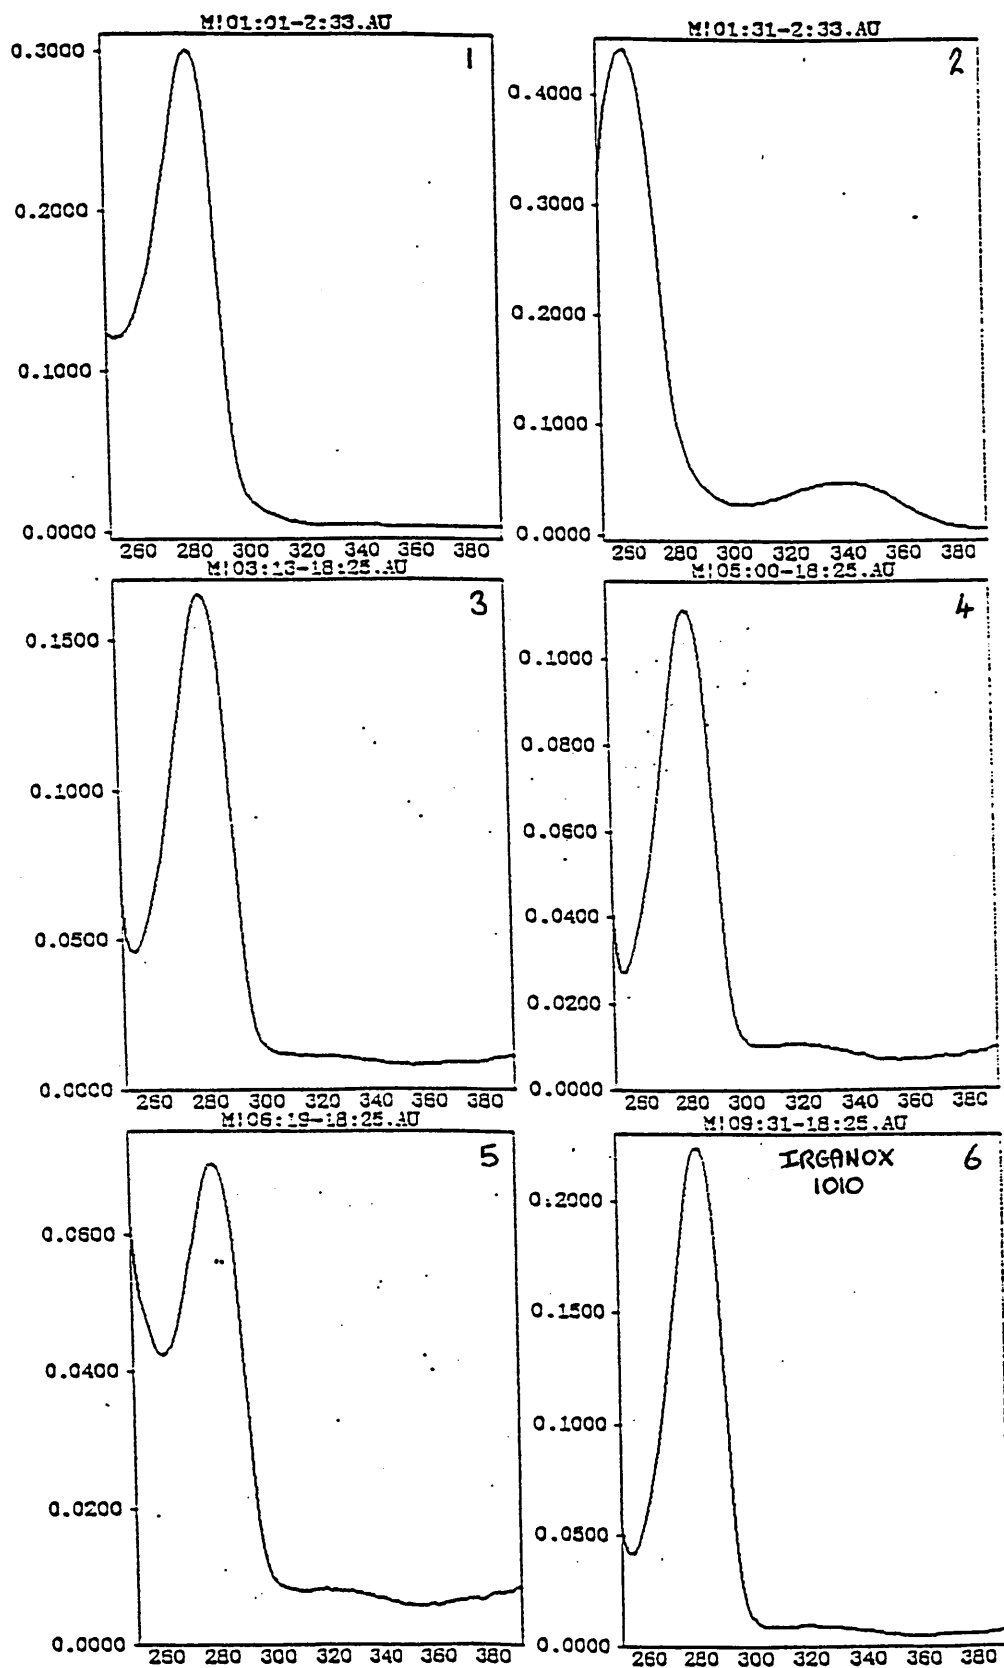 M!01:01-2:33.AU
1
0.3000
0.2000
0.1000
0.0000
260 280 300 320 340 360 380
M!01:31-2:33.AU
2
0.4000
0.3000
0.2000
0.1000
0.0000
260 280 300 320 340 360 380
M!03:13-18:25.AU
3
0.1500
0.1000
0.0500
0.0000
260 280 300 320 340 360 380
M!05:00-18:25.AU
4
0.1000
0.0800
0.0600
0.0400
0.0200
0.0000
260 280 300 320 340 360 380
M!06:19-18:25.AU
5
0.0600
0.0400
0.0200
0.0000
260 280 300 320 340 360 380
M!09:31-18:25.AU
IRGANOX 6
1010
0.2000
0.1500
0.1000
0.0500
0.0000
260 280 300 320 340 360 380